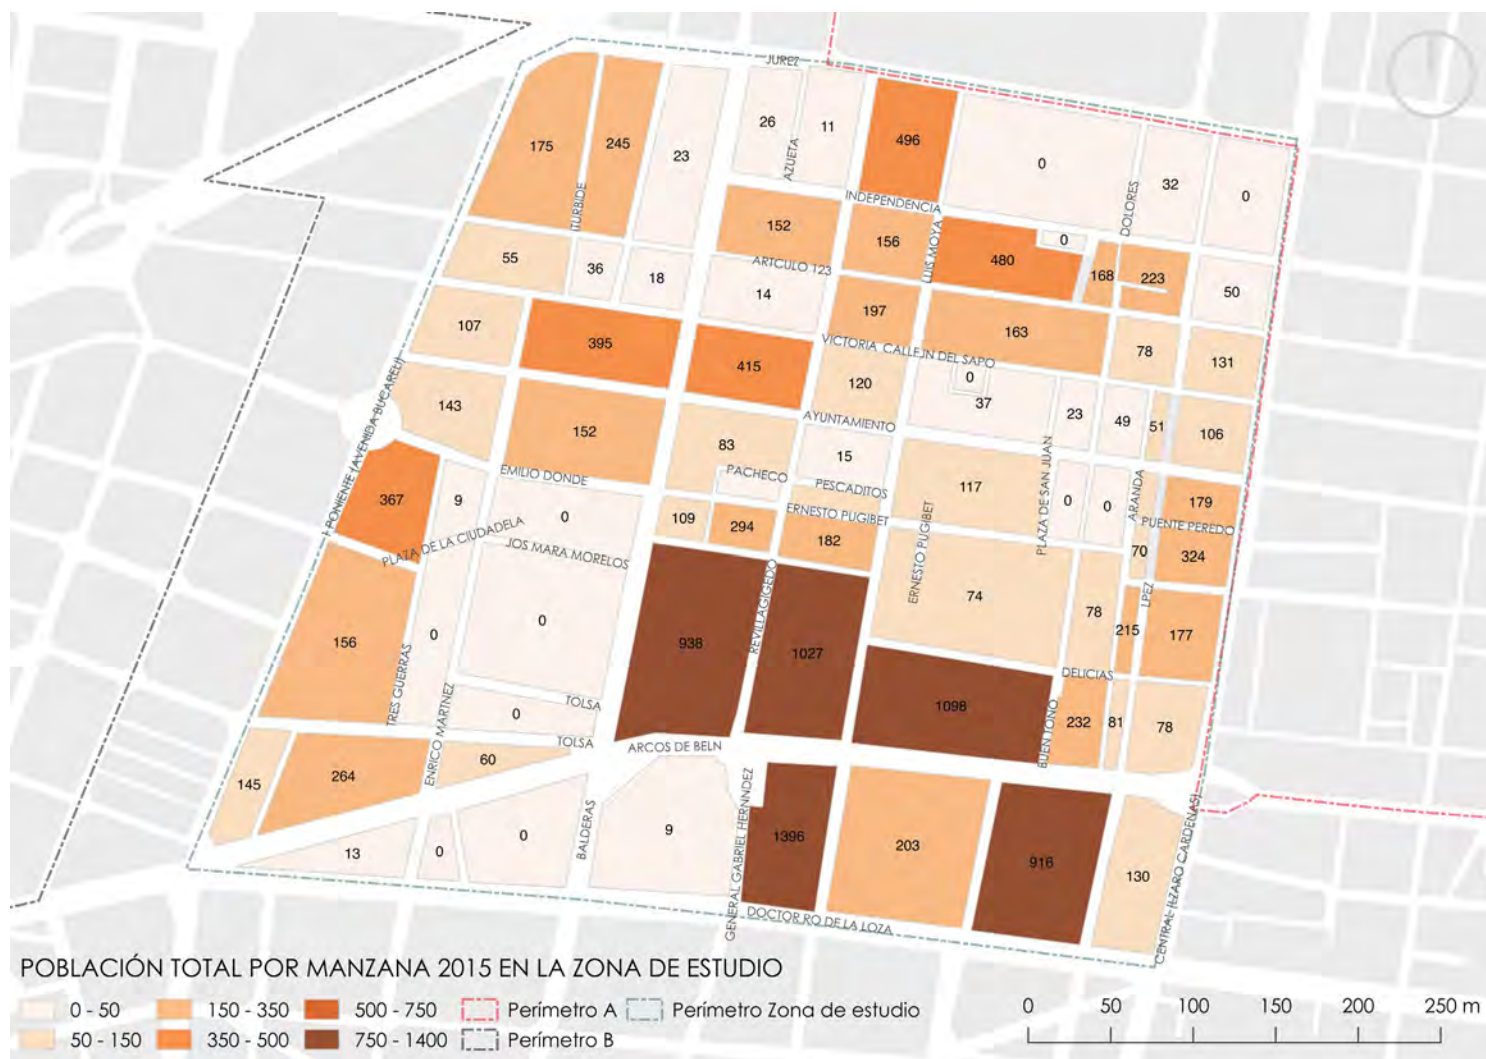 JUREZ
26
11
496
175
245
23
AZUETA
0
32
0
ITURBIDE
INDEPENDENCIA
DOLORES
152
156
LUIS MOYA
480
0
55
36
18
ARTCULO 123
168
223
50
14
197
163
107
395
VICTORIA
CALLEJN DEL SAPO
78
131
415
120
0
37
143
152
AYUNTAMIENTO
23
49
51
106
83
15
PONIENTE (AVENIDA BUCARELI)
EMILIO DONDE
PACHECO
PESCADITOS
117
PLAZA DE SAN JUAN
0
0
ARANDA
179
367
9
0
109
294
ERNESTO PUGIBET
182
PUENTE PEREDO
PLAZA DE LA CIUDADELA
JOS MARA MORELOS
ERNESTO PUGIBET
70
324
74
78
LPEZ
156
0
0
938
REVILLAGIGEDO
1027
215
177
TRES GUERRAS
DELICIAS
ENRICO MARTNEZ
TOLSA
0
1098
BUEN TONO
232
81
78
TOLSA
ARCOS DE BELN
145
264
60
GENERAL GABRIEL HERNNDEZ
BALDERAS
13
0
0
9
1396
203
916
130
CENTRAL (LZARO CARDENAS)
DOCTOR RO DE LA LOZA
POBLACIÓN TOTAL POR MANZANA 2015 EN LA ZONA DE ESTUDIO
0 - 50
150 - 350
500 - 750
Perímetro A
Perímetro Zona de estudio
50 - 150
350 - 500
750 - 1400
Perímetro B
0 50 100 150 200 250 m